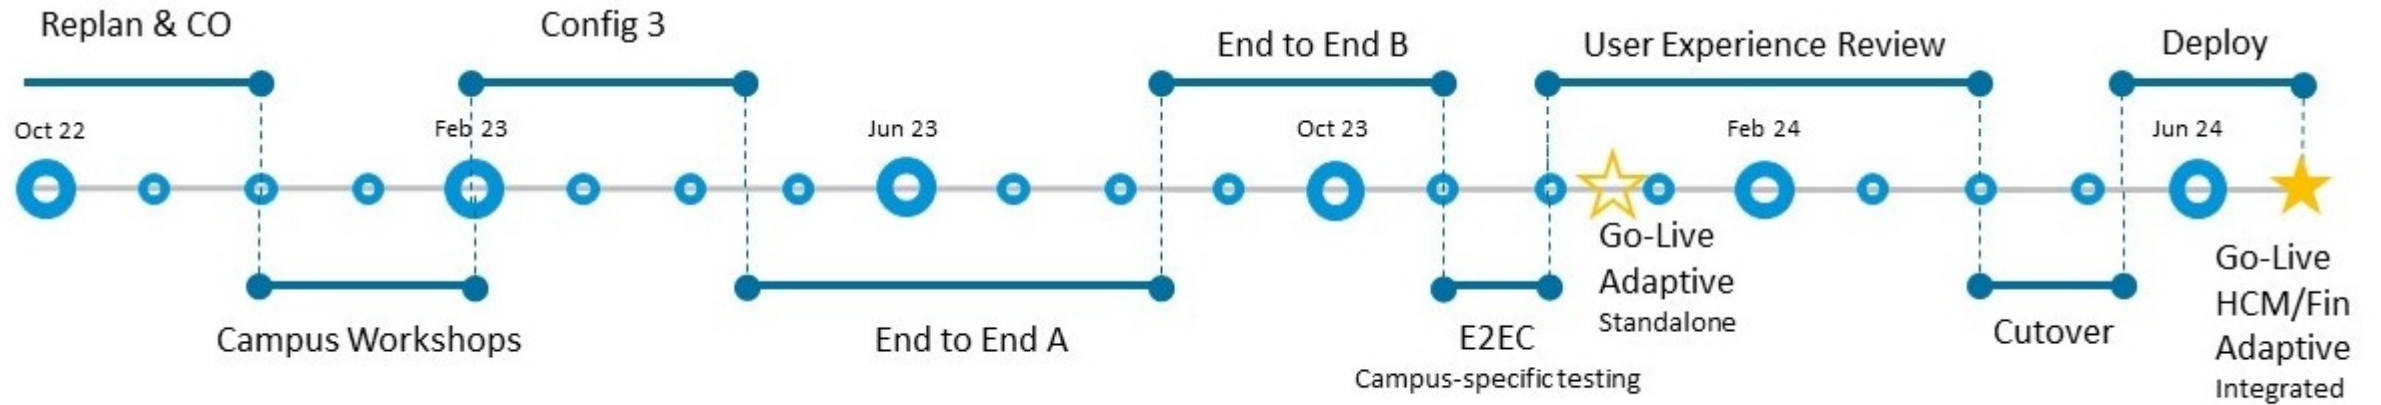 Replan & CO
Config 3
End to End B
User Experience Review
Deploy
Oct 22
Feb 23
Jun 23
Oct 23
Feb 24
Jun 24
Go-Live
Adaptive
Standalone
Go-Live
HCM/Fin
Adaptive
Integrated
Campus Workshops
End to End A
E2EC
Campus-specific testing
Cutover